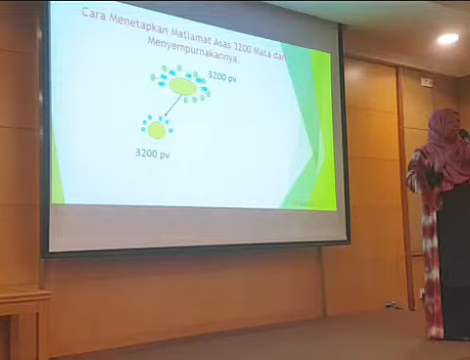 Cara Menetapkan Matlamat Asas 3200 Mata dan
Menyempurnakannya.
3200 pv
3200 pv